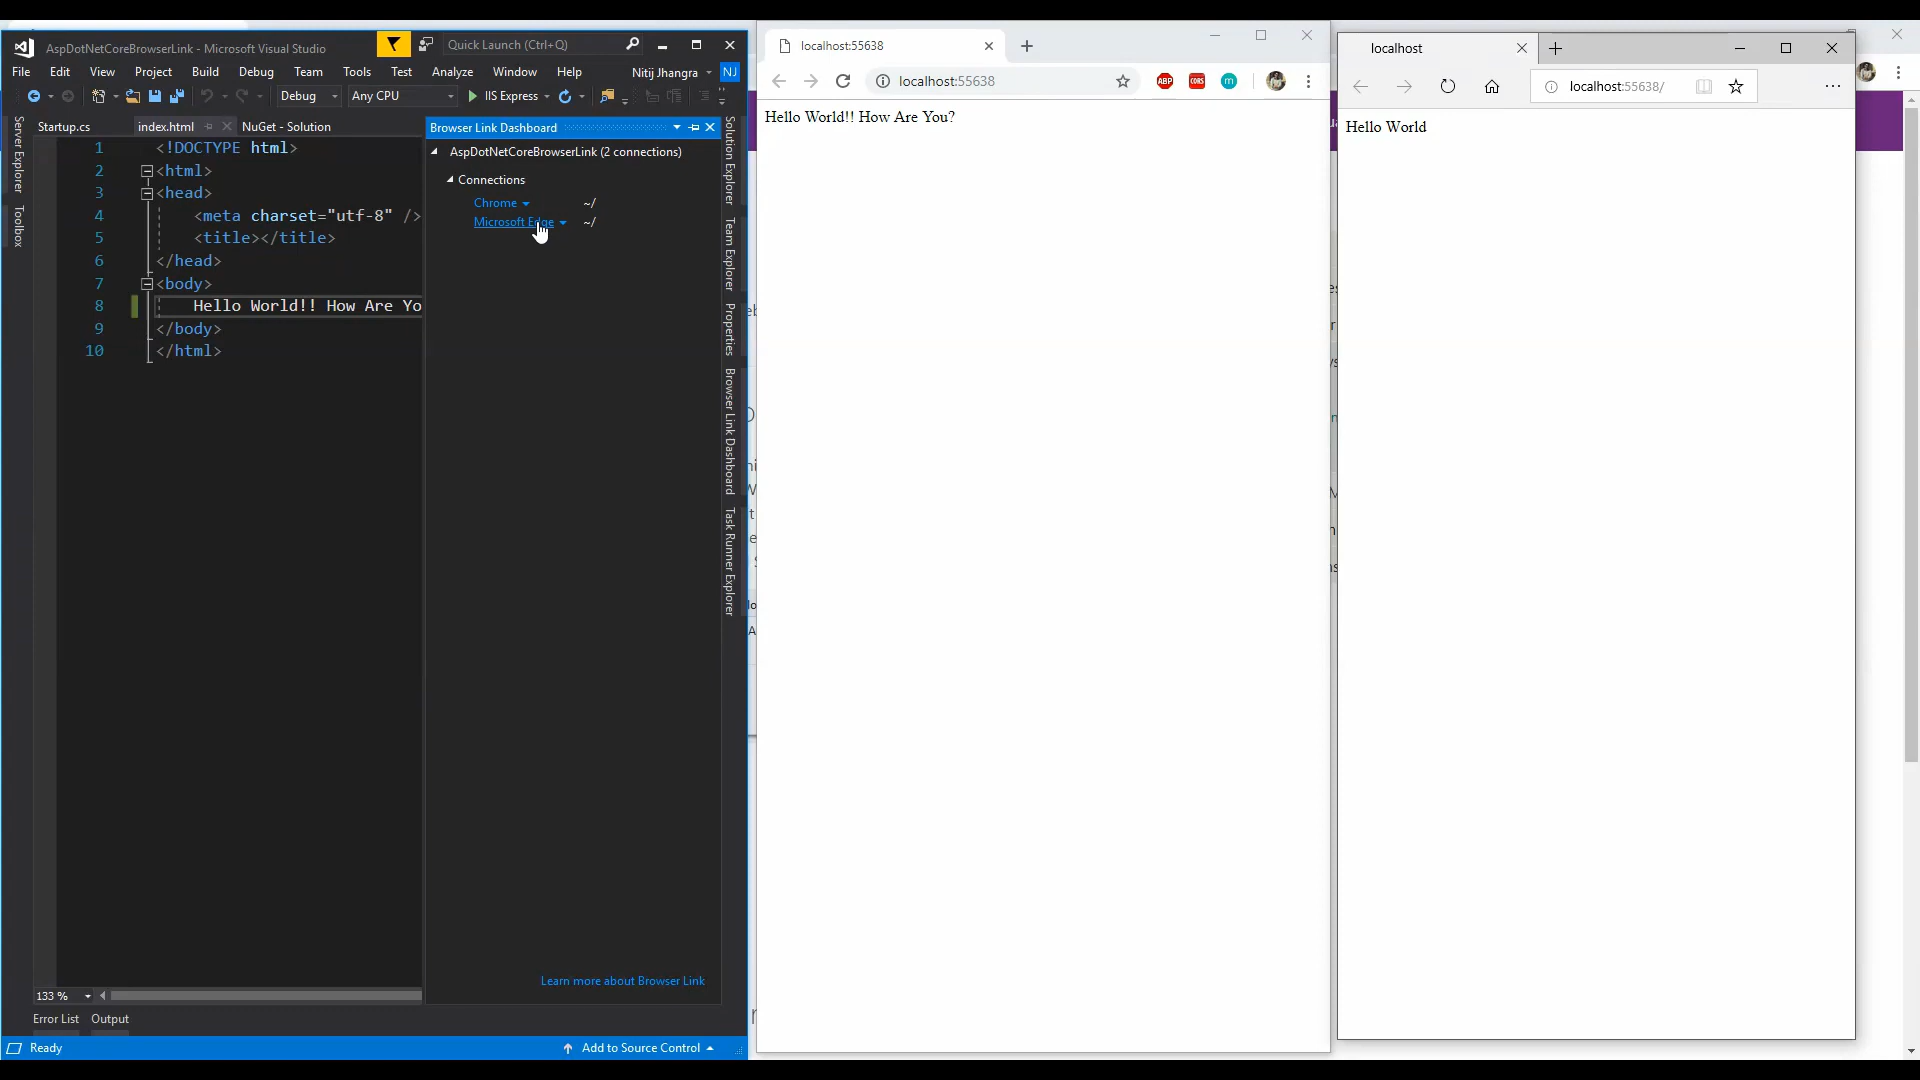 AspDotNetCoreBrowserLink - Microsoft Visual Studio
Quick Launch (Ctrl+Q)
File Edit View Project Build Debug Team Tools Test Analyze Window Help
Nitij Jhangra NJ
Debug Any CPU IIS Express
Server Explorer
Toolbox
Startup.cs index.html NuGet - Solution
1 <!DOCTYPE html>
2 <html>
3 <head>
4 <meta charset="utf-8" />
5 <title></title>
6 </head>
7 <body>
8 Hello World!! How Are Yo
9 </body>
10 </html>
133 %
Error List Output
Ready
Add to Source Control
Browser Link Dashboard
AspDotNetCoreBrowserLink (2 connections)
Connections
Chrome ~/
Microsoft Edge ~/
Learn more about Browser Link
Solution Explorer
Team Explorer
Properties
Browser Link Dashboard
Task Runner Explorer
localhost:55638
localhost:55638
ABP CORS m
Hello World!! How Are You?
localhost
localhost:55638/
Hello World